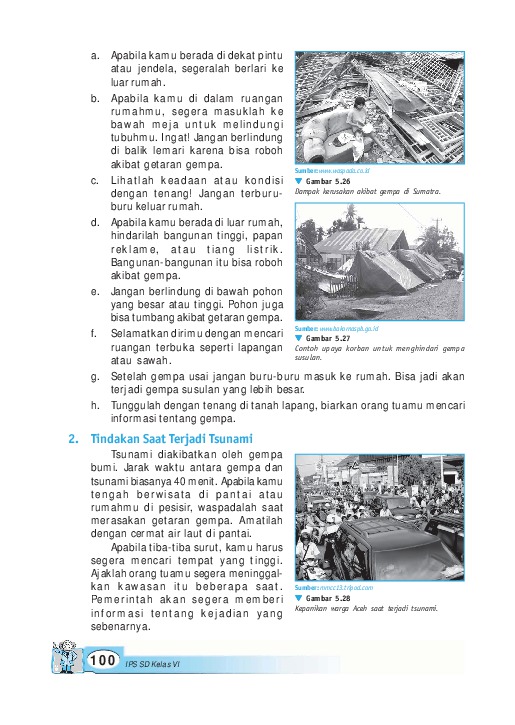 a. Apabila kamu berada di dekat pintu
atau jendela, segeralah berlari ke
luar rumah.
b. Apabila kamu di dalam ruangan
rumahmu, segera masuklah ke
bawah meja untuk melindungi
tubuhmu. Ingat! Jangan berlindung
di balik lemari karena bisa roboh
akibat getaran gempa.
c. Lihatlah keadaan atau kondisi
dengan tenang! Jangan terburu-
buru keluar rumah.
d. Apabila kamu berada di luar rumah,
hindarilah bangunan tinggi, papan
reklame, atau tiang listrik.
Bangunan-bangunan itu bisa roboh
akibat gempa.
e. Jangan berlindung di bawah pohon
yang besar atau tinggi. Pohon juga
bisa tumbang akibat getaran gempa.
f. Selamatkan dirimu dengan mencari
ruangan terbuka seperti lapangan
atau sawah.
Sumber: www.waspada.co.id
▼ Gambar 5.26
Dampak kerusakan akibat gempa di Sumatra.
Sumber: www.bakornaspb.go.id
▼ Gambar 5.27
Contoh upaya korban untuk menghindari gempa
susulan.
g. Setelah gempa usai jangan buru-buru masuk ke rumah. Bisa jadi akan
terjadi gempa susulan yang lebih besar.
h. Tunggulah dengan tenang di tanah lapang, biarkan orang tuamu mencari
informasi tentang gempa.
2. Tindakan Saat Terjadi Tsunami
Tsunami diakibatkan oleh gempa
bumi. Jarak waktu antara gempa dan
tsunami biasanya 40 menit. Apabila kamu
tengah berwisata di pantai atau
rumahmu di pesisir, waspadalah saat
merasakan getaran gempa. Amatilah
dengan cermat air laut di pantai.
Apabila tiba-tiba surut, kamu harus
segera mencari tempat yang tinggi.
Ajaklah orang tuamu segera meninggal-
kan kawasan itu beberapa saat.
Pemerintah akan segera memberi
informasi tentang kejadian yang
sebenarnya.
Sumber: mmcc13.tripod.com
▼ Gambar 5.28
Kepanikan warga Aceh saat terjadi tsunami.
100 IPS SD Kelas VI